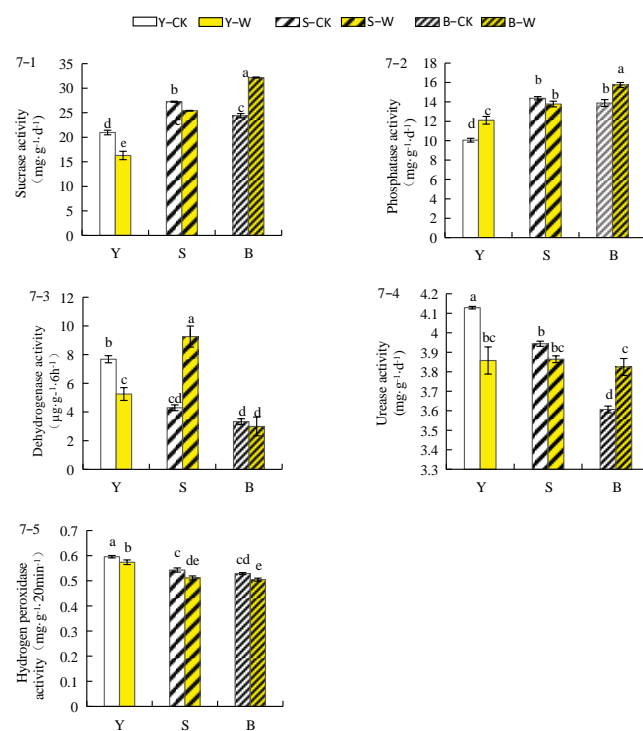 Y-CK Y-W S-CK S-W B-CK B-W
7-1
Sucrase activity
(mg·g-1·d-1)
35
30
25
20
15
10
5
0
d e b c c a
Y S B
7-2
Phosphatase activity
(mg·g-1·d-1)
18
16
14
12
10
8
6
4
2
0
d c b b b a
Y S B
7-3
Dehydrogenase activity
(μg·g-1·6h-1)
12
10
8
6
4
2
0
b c cd a d d
Y S B
7-4
Urease activity
(mg·g-1·d-1)
4.2
4.1
4
3.9
3.8
3.7
3.6
3.5
3.4
3.3
a bc b bc d c
Y S B
7-5
Hydrogen peroxidase
activity (mg·g-1·20min-1)
0.7
0.6
0.5
0.4
0.3
0.2
0.1
0
a b c de cd e
Y S B